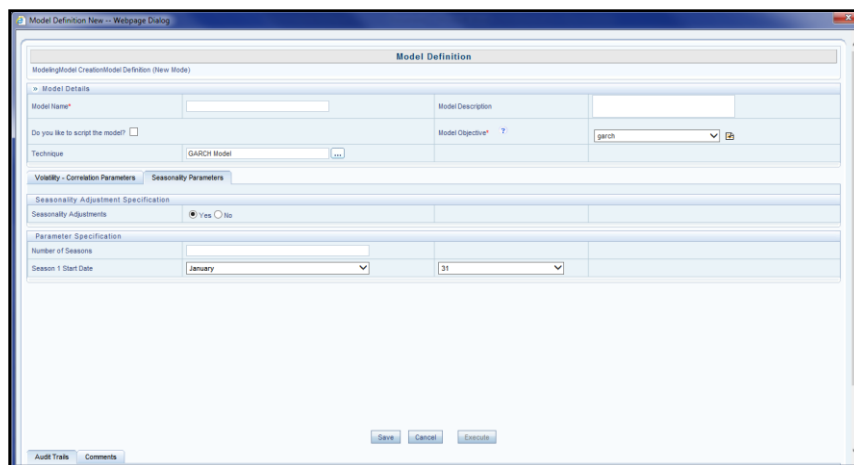 Model Definition New -- Webpage Dialog
Model Definition
ModelingModel CreationModel Definition (New Mode)
» Model Details
Model Name* Model Description
Do you like to script the model? Model Objective* ? garch
Technique GARCH Model ...
Volatility - Correlation Parameters Seasonality Parameters
Seasonality Adjustment Specification
Seasonality Adjustments Yes No
Parameter Specification
Number of Seasons
Season 1 Start Date January 31
Save Cancel Execute
Audit Trails Comments